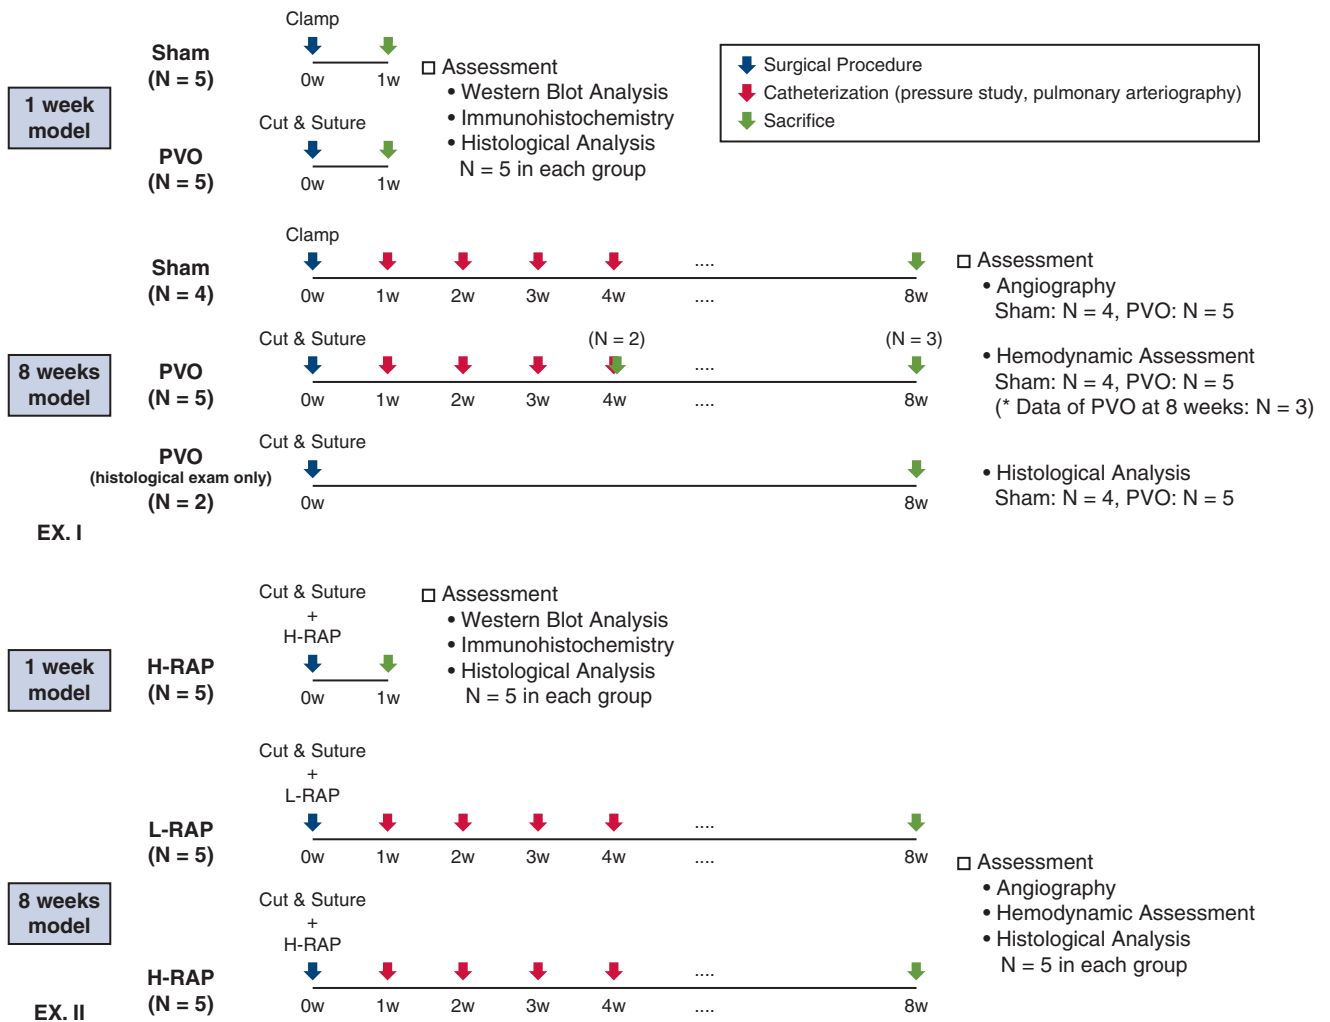 Clamp
Sham
(N = 5)
0w 1w
1 week
model
Cut & Suture
PVO
(N = 5)
0w 1w
□ Assessment
• Western Blot Analysis
• Immunohistochemistry
• Histological Analysis
N = 5 in each group
Surgical Procedure
Catheterization (pressure study, pulmonary arteriography)
Sacrifice
Clamp
Sham
(N = 4)
....
0w 1w 2w 3w 4w .... 8w
8 weeks
model
Cut & Suture
(N = 2)
(N = 3)
PVO
(N = 5)
....
0w 1w 2w 3w 4w .... 8w
Cut & Suture
PVO
(histological exam only)
(N = 2)
0w 8w
□ Assessment
• Angiography
Sham: N = 4, PVO: N = 5
• Hemodynamic Assessment
Sham: N = 4, PVO: N = 5
(* Data of PVO at 8 weeks: N = 3)
• Histological Analysis
Sham: N = 4, PVO: N = 5
EX. I
Cut & Suture
+
H-RAP
1 week
model
H-RAP
(N = 5)
0w 1w
□ Assessment
• Western Blot Analysis
• Immunohistochemistry
• Histological Analysis
N = 5 in each group
Cut & Suture
+
L-RAP
L-RAP
(N = 5)
....
0w 1w 2w 3w 4w .... 8w
8 weeks
model
Cut & Suture
+
H-RAP
H-RAP
(N = 5)
....
0w 1w 2w 3w 4w .... 8w
□ Assessment
• Angiography
• Hemodynamic Assessment
• Histological Analysis
N = 5 in each group
EX. II